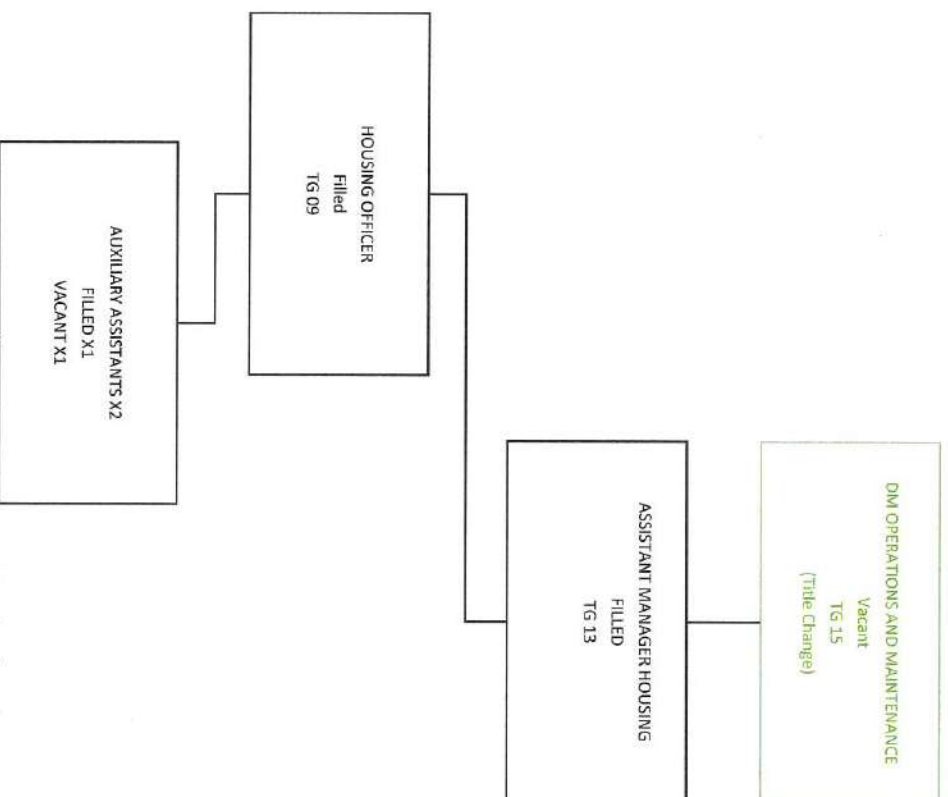 DM OPERATIONS AND MAINTENANCE
Vacant
TG 15
(Title Change)
ASSISTANT MANAGER HOUSING
FILLED
TG 13
HOUSING OFFICER
Filled
TG 09
AUXILIARY ASSISTANTS X2
FILLED X1
VACANT X1